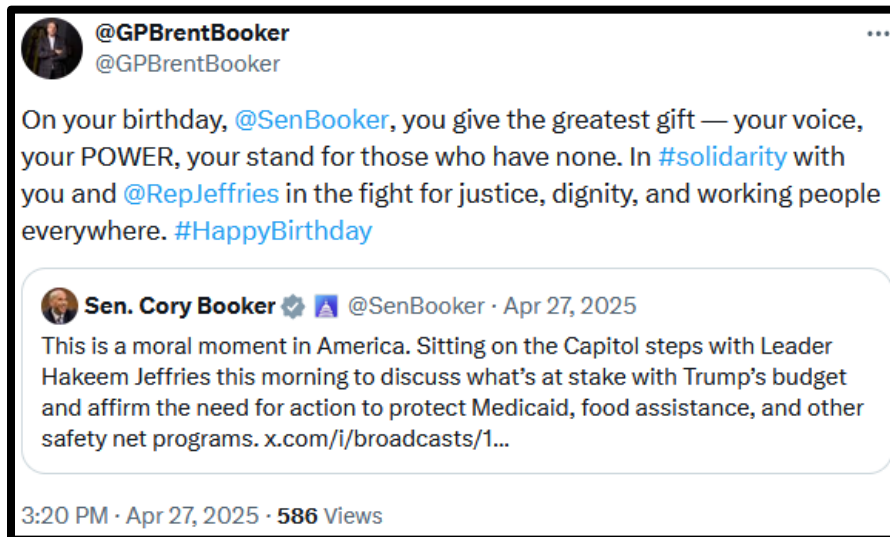 @GPBrentBooker
@GPBrentBooker
On your birthday, @SenBooker, you give the greatest gift — your voice,
your POWER, your stand for those who have none. In #solidarity with
you and @RepJeffries in the fight for justice, dignity, and working people
everywhere. #HappyBirthday
Sen. Cory Booker @SenBooker · Apr 27, 2025
This is a moral moment in America. Sitting on the Capitol steps with Leader
Hakeem Jeffries this morning to discuss what’s at stake with Trump’s budget
and affirm the need for action to protect Medicaid, food assistance, and other
safety net programs. x.com/i/broadcasts/1...
3:20 PM · Apr 27, 2025 · 586 Views